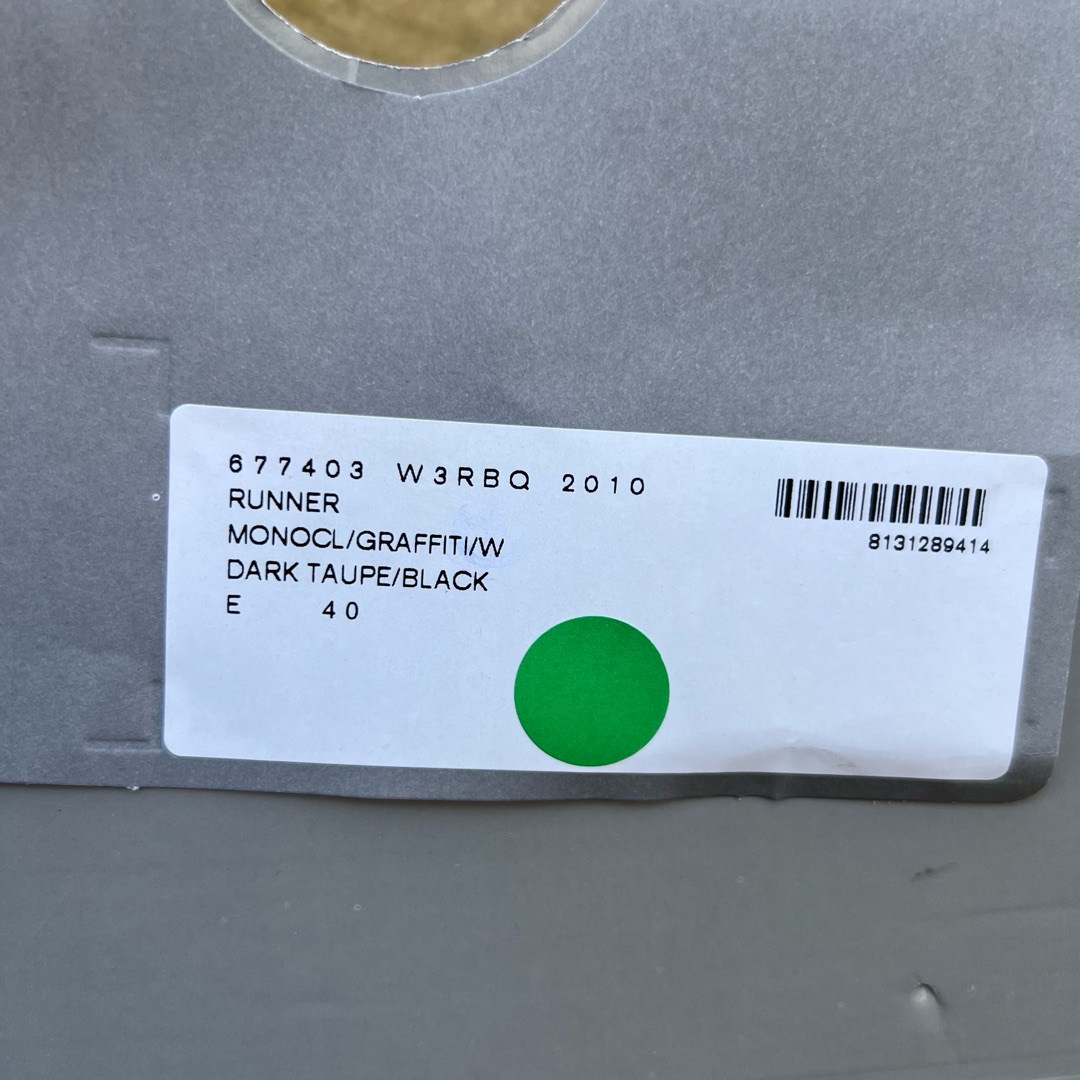 677403 W3RBQ 2010
RUNNER
MONOCL/GRAFFITI/W
DARK TAUPE/BLACK
E 40
8131289414